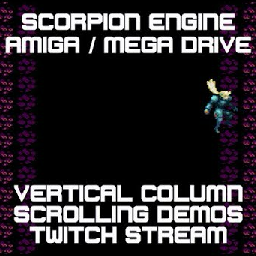 SCORPION ENGINE
AMIGA / MEGA DRIVE
VERTICAL COLUMN
SCROLLING DEMOS
TWITCH STREAM